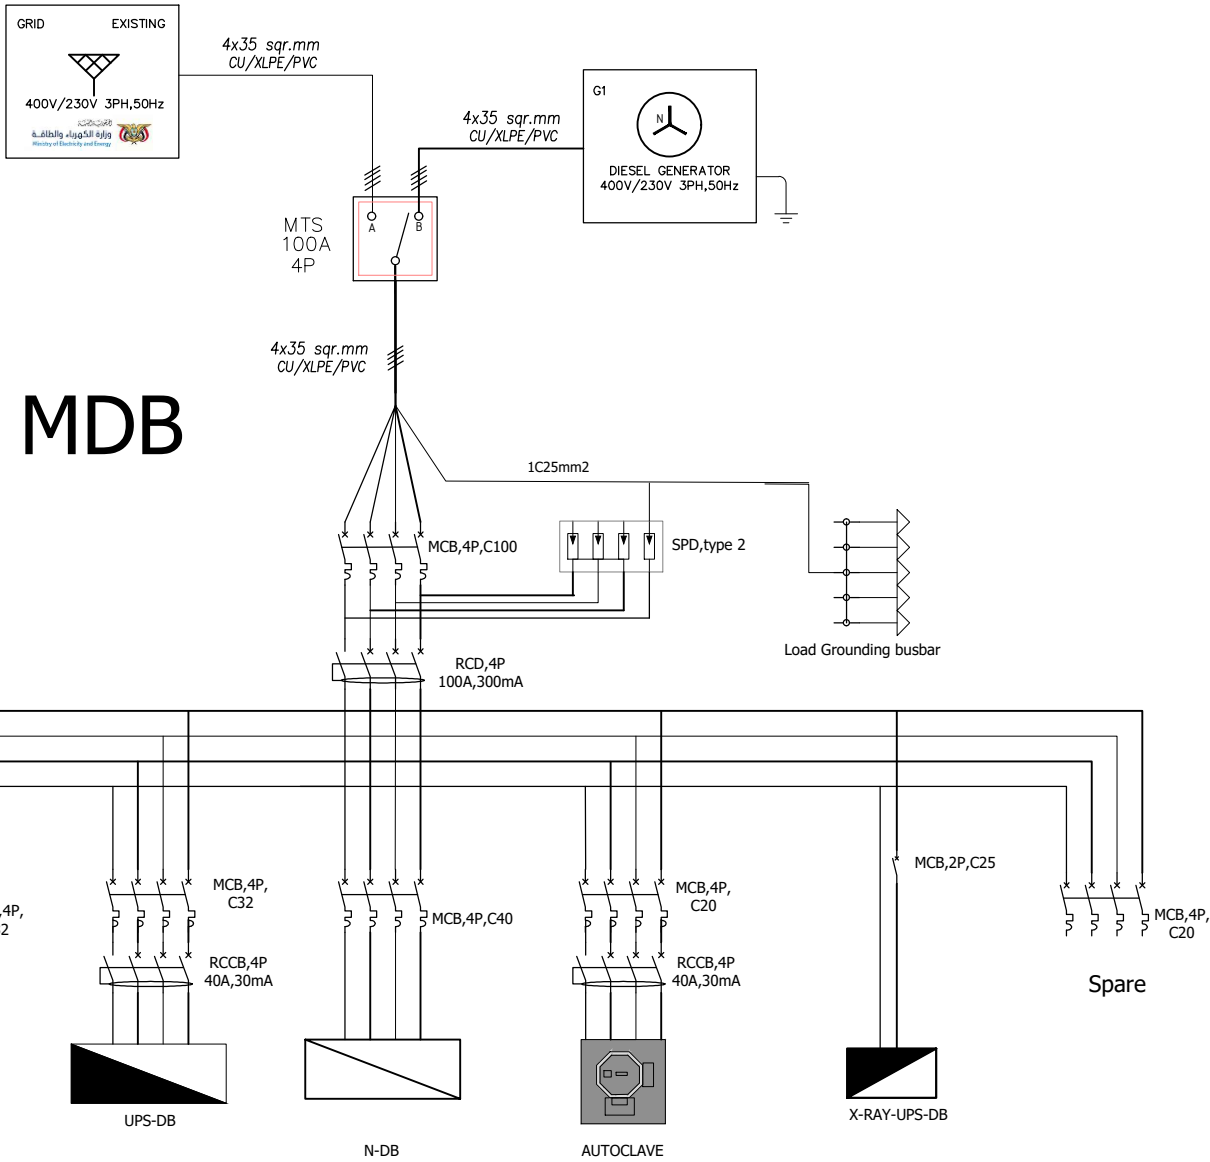 GRID EXISTING
400V/230V 3PH,50Hz
وزارة الكهرباء والطاقــة
Ministry of Electricity and Energy
4x35 sqr.mm
CU/XLPE/PVC
4x35 sqr.mm
CU/XLPE/PVC
G1
N
DIESEL GENERATOR
400V/230V 3PH,50Hz
MTS
100A
4P
A
B
4x35 sqr.mm
CU/XLPE/PVC
MDB
1C25mm2
MCB,4P,C100
SPD,type 2
Load Grounding busbar
RCD,4P
100A,300mA
,4P,
2
MCB,4P,
C32
RCCB,4P
40A,30mA
UPS-DB
MCB,4P,C40
N-DB
MCB,4P,
C20
RCCB,4P
40A,30mA
AUTOCLAVE
MCB,2P,C25
X-RAY-UPS-DB
MCB,4P,
C20
Spare